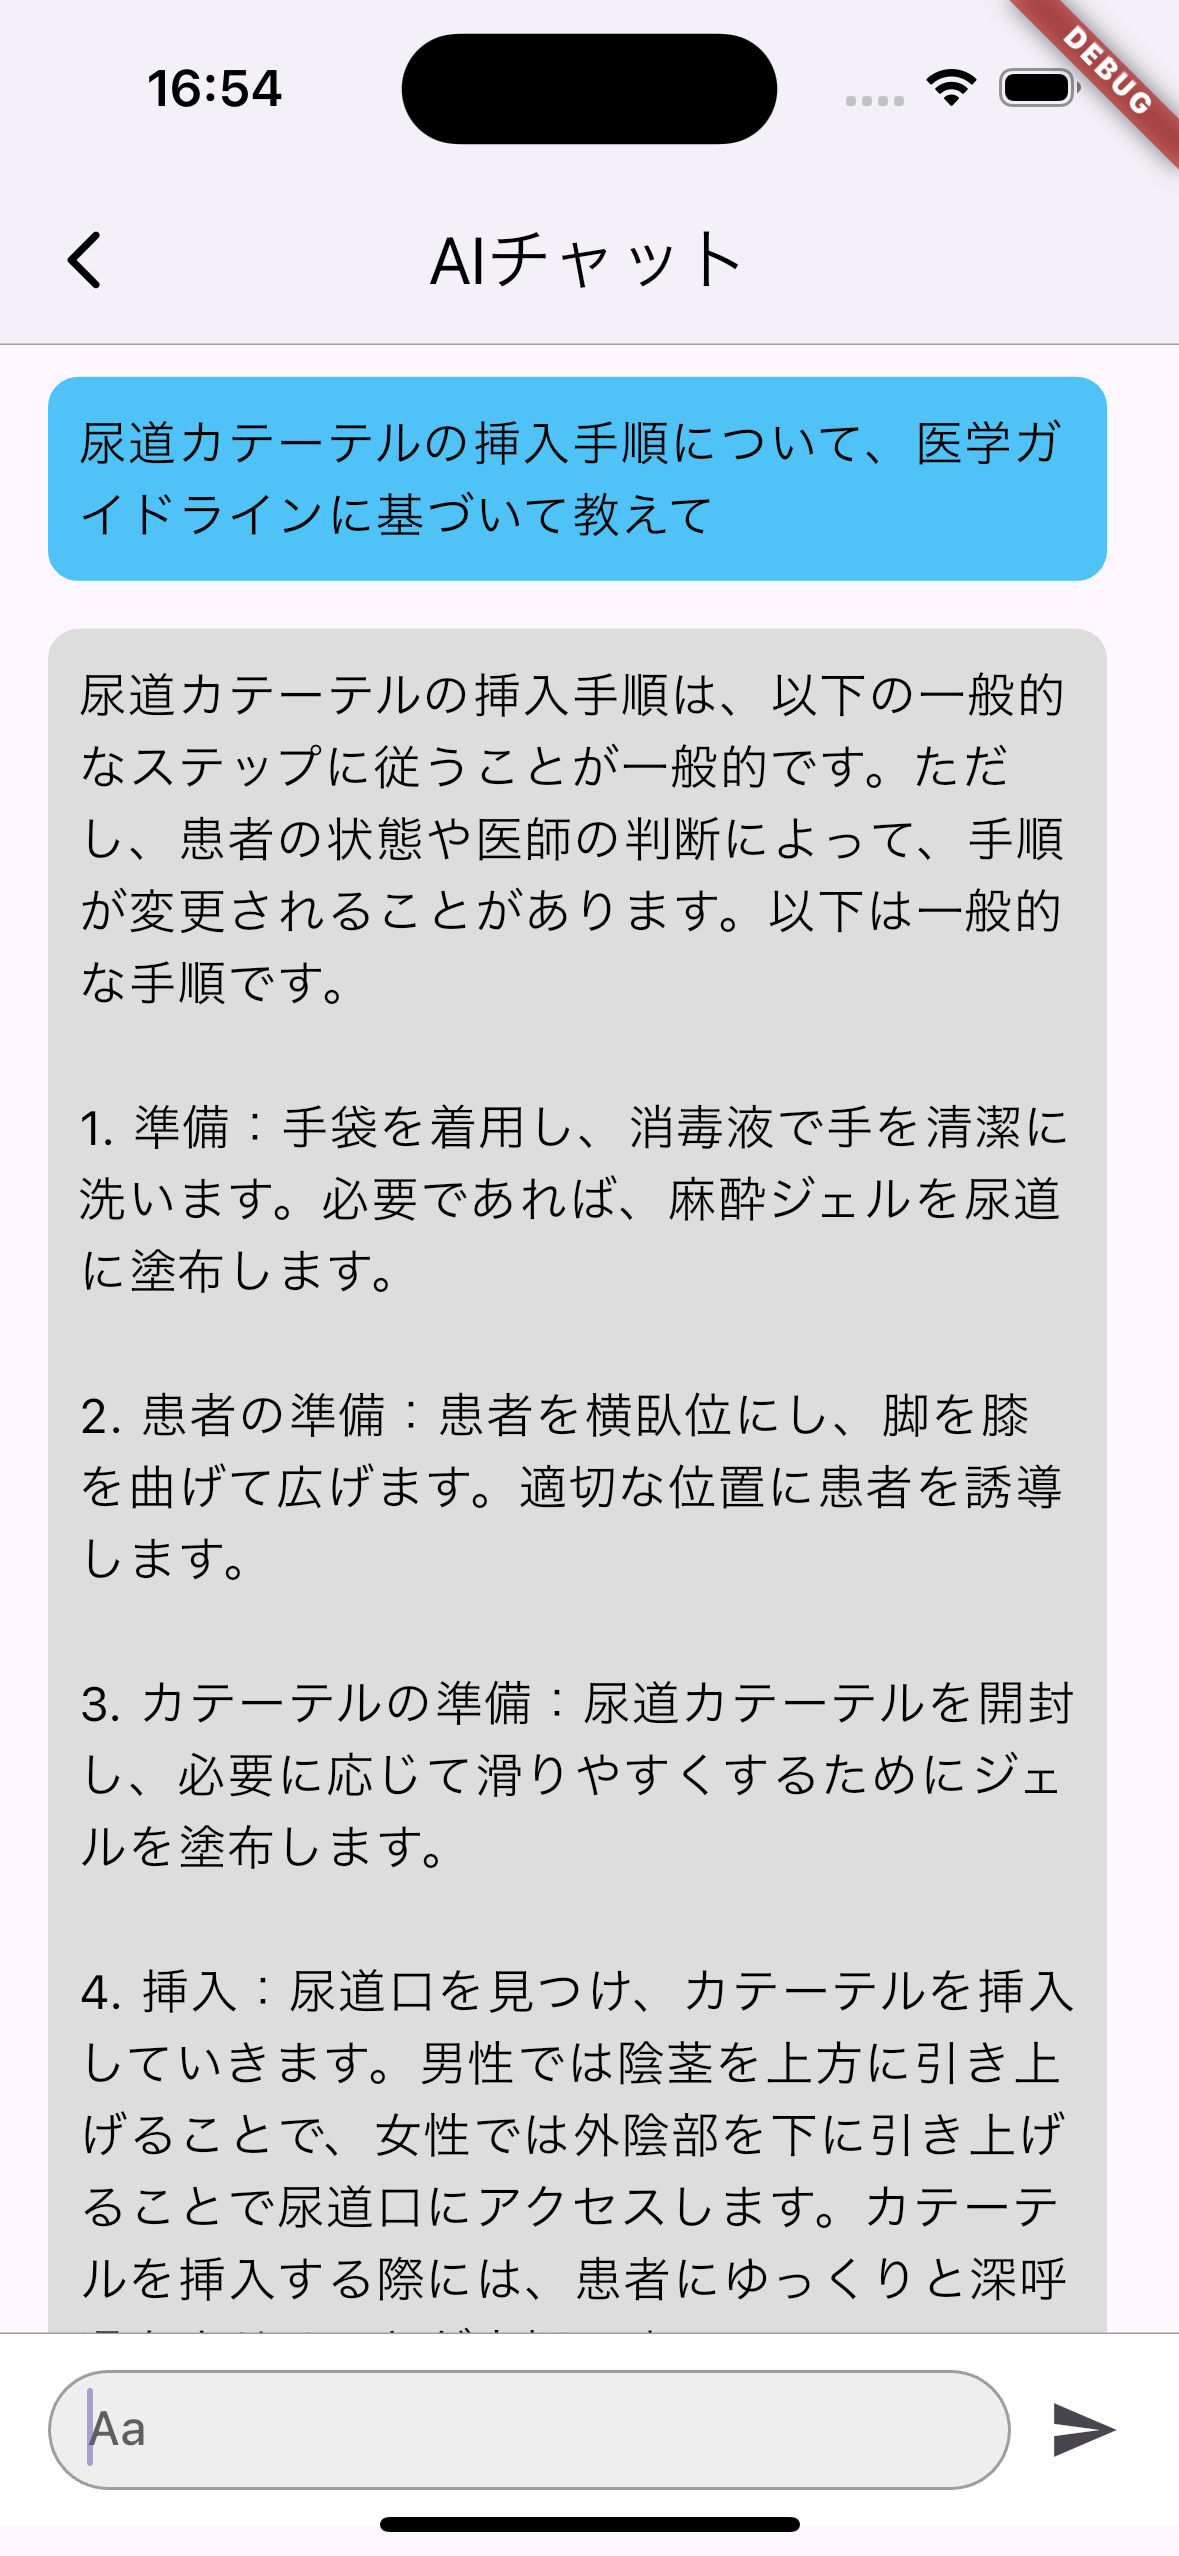 16:54
DEBUG
AIチャット
尿道カテーテルの挿入手順について、医学ガ
イドラインに基づいて教えて
尿道カテーテルの挿入手順は、以下の一般的
なステップに従うことが一般的です。ただ
し、患者の状態や医師の判断によって、手順
が変更されることがあります。以下は一般的
な手順です。
1. 準備：手袋を着用し、消毒液で手を清潔に
洗います。必要であれば、麻酔ジェルを尿道
に塗布します。
2. 患者の準備：患者を横臥位にし、脚を膝
を曲げて広げます。適切な位置に患者を誘導
します。
3. カテーテルの準備：尿道カテーテルを開封
し、必要に応じて滑りやすくするためにジェ
ルを塗布します。
4. 挿入：尿道口を見つけ、カテーテルを挿入
していきます。男性では陰茎を上方に引き上
げることで、女性では外陰部を下に引き上げ
ることで尿道口にアクセスします。カテーテ
ルを挿入する際には、患者にゆっくりと深呼
Aa